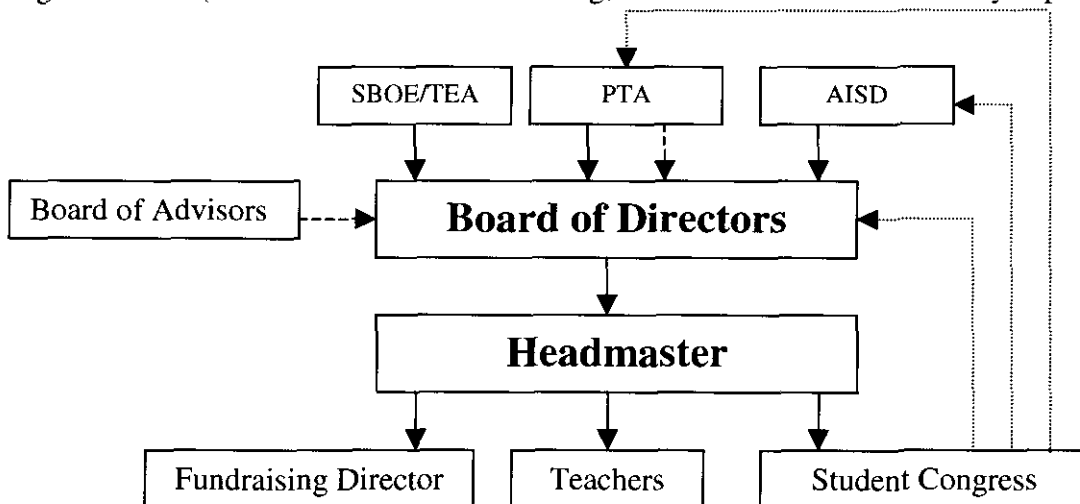 SBOE/TEA PTA AISD
Board of Advisors
Board of Directors
Headmaster
Fundraising Director Teachers Student Congress